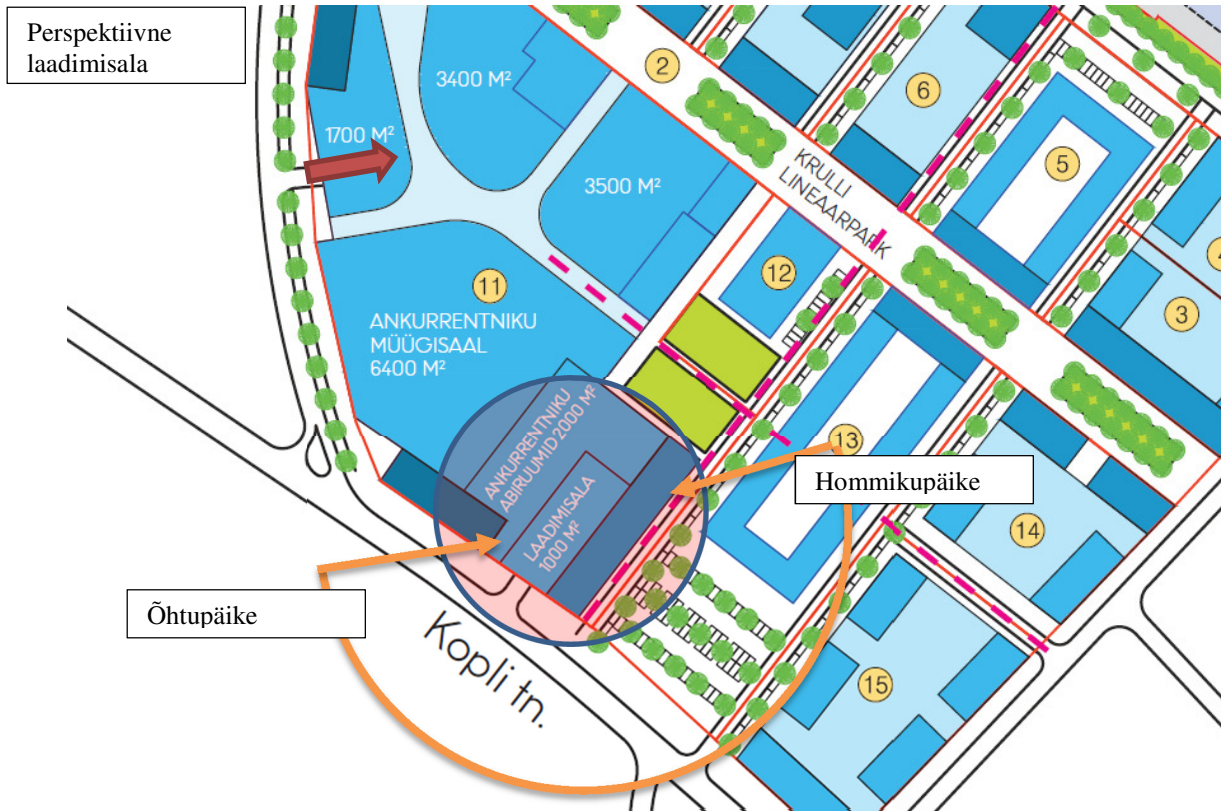 Perspektiivne
laadimisala
3400 M²
1700 M²
3500 M²
2
6
5
KRULLI
LINEAARPARK
12
4
3
11
ANKURRENTNIKU
MÜÜGISAAL
6400 M²
ANKURRENTNIKU
ABIRUUMID 2000 M²
LAADIMISALA
1000 M²
13
Hommikupäike
14
Õhtupäike
Kopli tn.
15